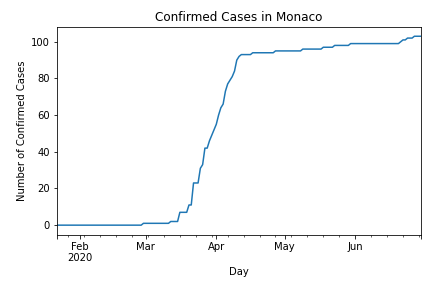 Confirmed Cases in Monaco
100
80
60
40
20
0
Number of Confirmed Cases
Feb Mar Apr May Jun
2020
Day